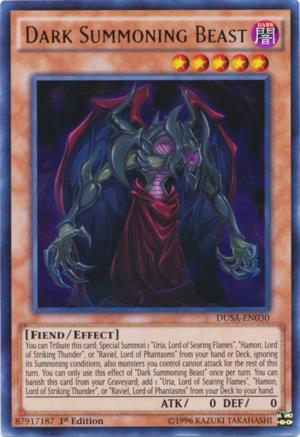 DARK SUMMONING BEAST
DARK
闇
DUSA-EN030
[FIEND/EFFECT]
You can Tribute this card; Special Summon 1 "Uria, Lord of Searing Flames", "Hamon, Lord
of Striking Thunder", or "Raviel, Lord of Phantasms" from your hand or Deck, ignoring
its Summoning conditions, also monsters you control cannot attack for the rest of this
turn. You can only use this effect of "Dark Summoning Beast" once per turn. You can
banish this card from your Graveyard; add 1 "Uria, Lord of Searing Flames", "Hamon,
Lord of Striking Thunder", or "Raviel, Lord of Phantasms" from your Deck to your hand.
ATK/ 0 DEF/ 0
87917187 1st Edition ©1996 KAZUKI TAKAHASHI